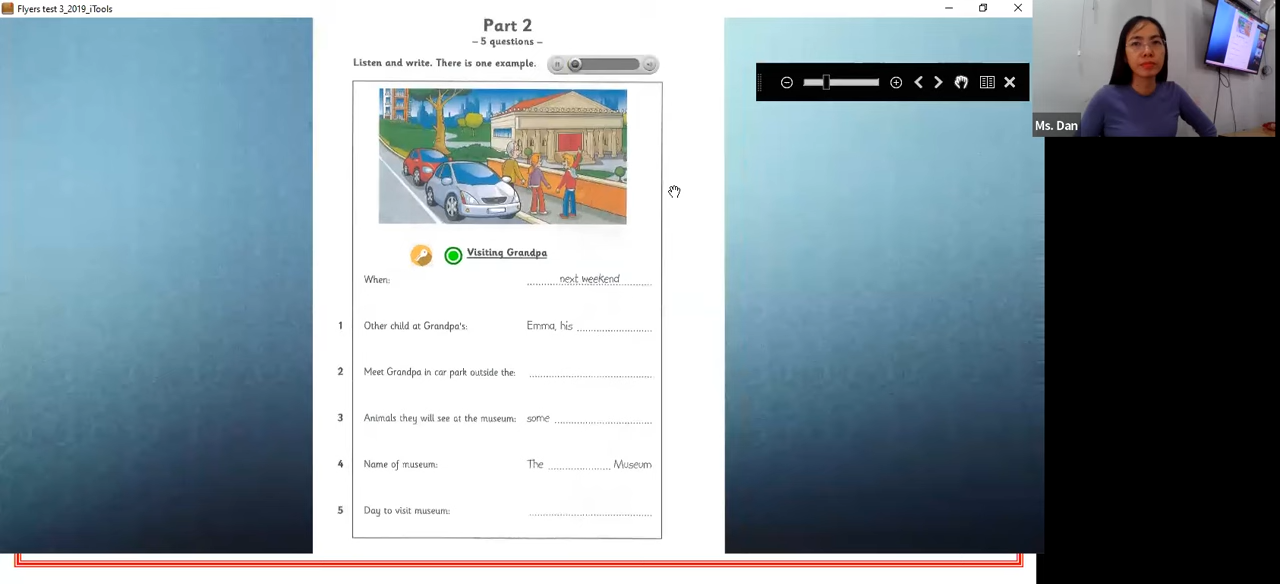 Flyers test 3_2019_iTools
Part 2
– 5 questions –
Listen and write. There is one example.
Ms. Dan
Visiting Grandpa
When: next weekend
1 Other child at Grandpa's: Emma, his
2 Meet Grandpa in car park outside the:
3 Animals they will see at the museum: some
4 Name of museum: The Museum
5 Day to visit museum: